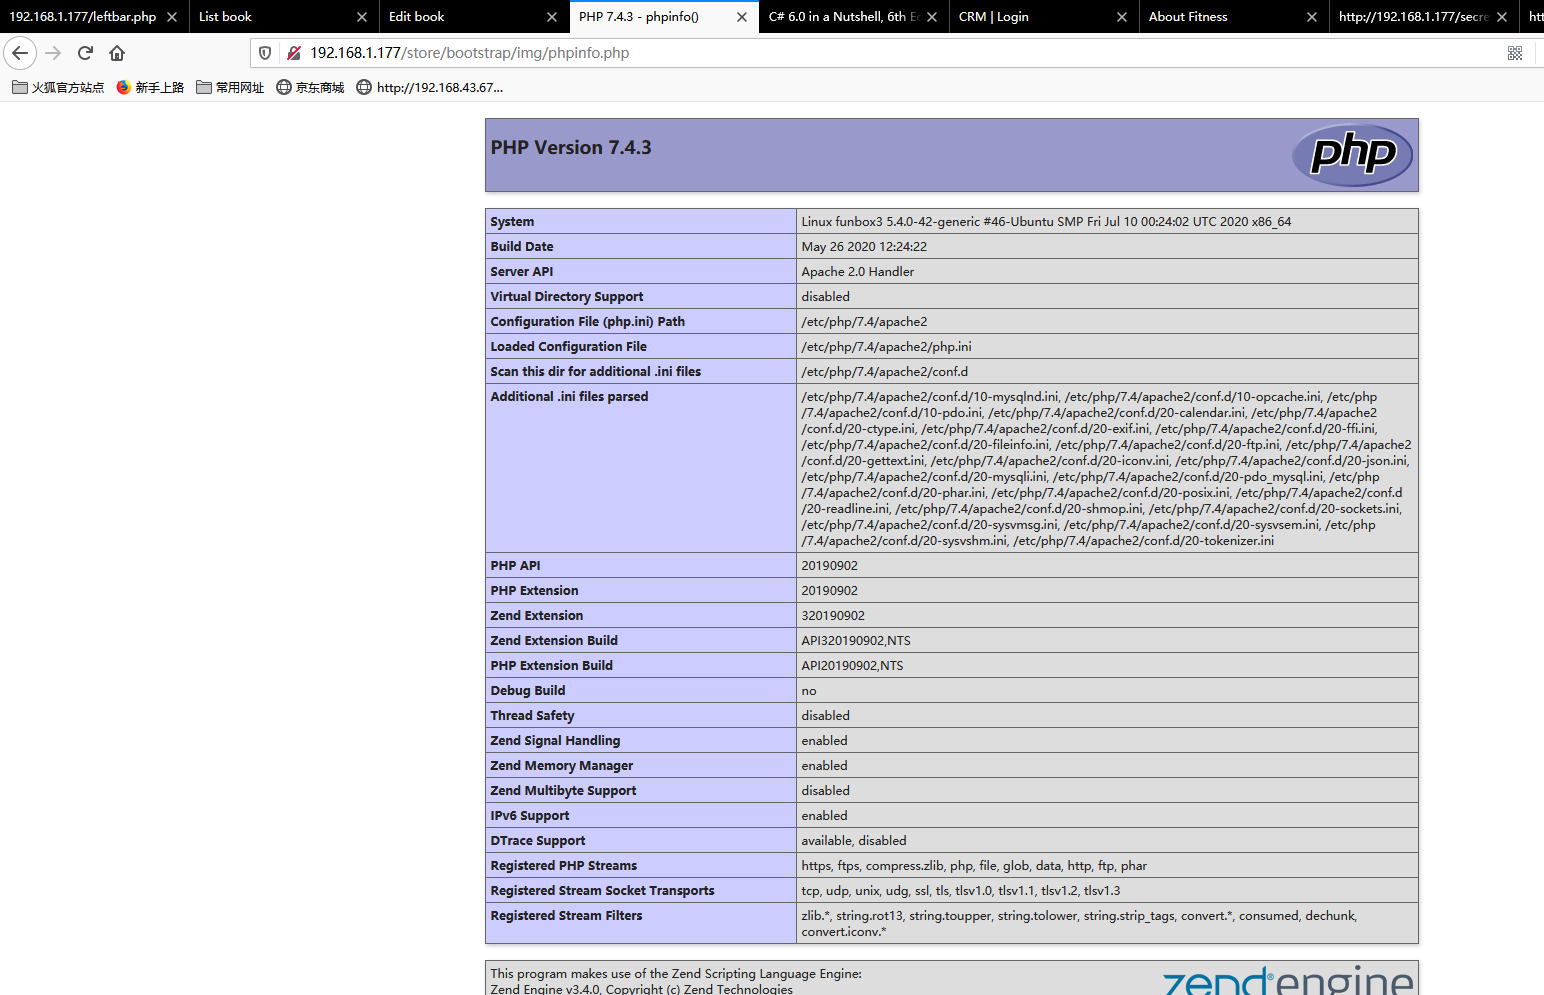 192.168.1.177/leftbar.php
List book
Edit book
PHP 7.4.3 - phpinfo()
C# 6.0 in a Nutshell, 6th E
CRM | Login
About Fitness
http://192.168.1.177/secre
htt
192.168.1.177/store/bootstrap/img/phpinfo.php
火狐官方站点
新手上路
常用网址
京东商城
http://192.168.43.67...
PHP Version 7.4.3
php
System
Linux funbox3 5.4.0-42-generic #46-Ubuntu SMP Fri Jul 10 00:24:02 UTC 2020 x86_64
Build Date
May 26 2020 12:24:22
Server API
Apache 2.0 Handler
Virtual Directory Support
disabled
Configuration File (php.ini) Path
/etc/php/7.4/apache2
Loaded Configuration File
/etc/php/7.4/apache2/php.ini
Scan this dir for additional .ini files
/etc/php/7.4/apache2/conf.d
Additional .ini files parsed
/etc/php/7.4/apache2/conf.d/10-mysqlnd.ini, /etc/php/7.4/apache2/conf.d/10-opcache.ini, /etc/php
/7.4/apache2/conf.d/10-pdo.ini, /etc/php/7.4/apache2/conf.d/20-calendar.ini, /etc/php/7.4/apache2
/conf.d/20-ctype.ini, /etc/php/7.4/apache2/conf.d/20-exif.ini, /etc/php/7.4/apache2/conf.d/20-ffi.ini,
/etc/php/7.4/apache2/conf.d/20-fileinfo.ini, /etc/php/7.4/apache2/conf.d/20-ftp.ini, /etc/php/7.4/apache2
/conf.d/20-gettext.ini, /etc/php/7.4/apache2/conf.d/20-iconv.ini, /etc/php/7.4/apache2/conf.d/20-json.ini,
/etc/php/7.4/apache2/conf.d/20-mysqli.ini, /etc/php/7.4/apache2/conf.d/20-pdo_mysql.ini, /etc/php
/7.4/apache2/conf.d/20-phar.ini, /etc/php/7.4/apache2/conf.d/20-posix.ini, /etc/php/7.4/apache2/conf.d
/20-readline.ini, /etc/php/7.4/apache2/conf.d/20-shmop.ini, /etc/php/7.4/apache2/conf.d/20-sockets.ini,
/etc/php/7.4/apache2/conf.d/20-sysvmsg.ini, /etc/php/7.4/apache2/conf.d/20-sysvsem.ini, /etc/php
/7.4/apache2/conf.d/20-sysvshm.ini, /etc/php/7.4/apache2/conf.d/20-tokenizer.ini
PHP API
20190902
PHP Extension
20190902
Zend Extension
320190902
Zend Extension Build
API320190902,NTS
PHP Extension Build
API20190902,NTS
Debug Build
no
Thread Safety
disabled
Zend Signal Handling
enabled
Zend Memory Manager
enabled
Zend Multibyte Support
disabled
IPv6 Support
enabled
DTrace Support
available, disabled
Registered PHP Streams
https, ftps, compress.zlib, php, file, glob, data, http, ftp, phar
Registered Stream Socket Transports
tcp, udp, unix, udg, ssl, tls, tlsv1.0, tlsv1.1, tlsv1.2, tlsv1.3
Registered Stream Filters
zlib.*, string.rot13, string.toupper, string.tolower, string.strip_tags, convert.*, consumed, dechunk,
convert.iconv.*
This program makes use of the Zend Scripting Language Engine:
Zend Engine v3.4.0, Copyright (c) Zend Technologies
zend engine